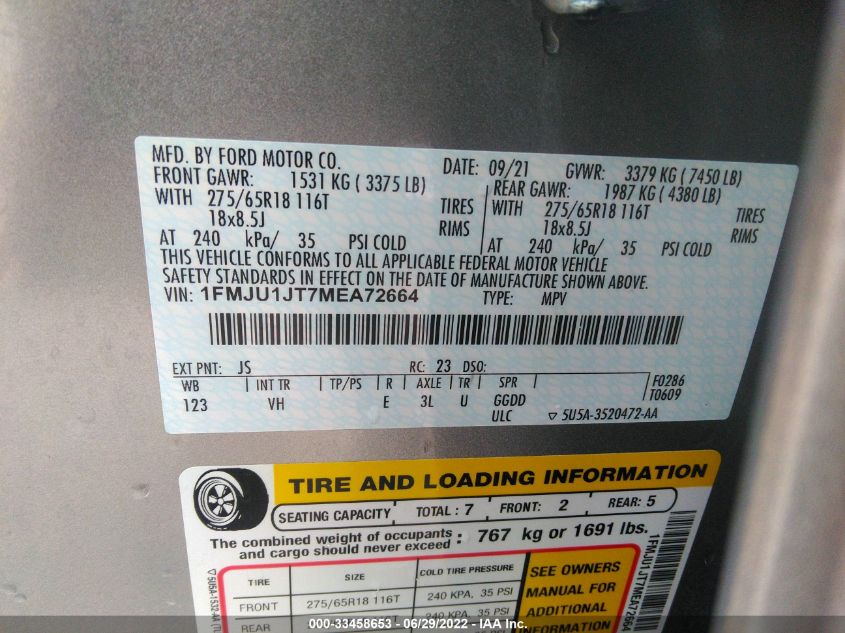 MFD. BY FORD MOTOR CO.
DATE: 09/21 GVWR: 3379 KG (7450 LB)
FRONT GAWR: 1531 KG (3375 LB) REAR GAWR: 1987 KG (4380 LB)
WITH 275/65R18 116T TIRES WITH 275/65R18 116T TIRES
18x8.5J RIMS 18x8.5J RIMS
AT 240 kPa/ 35 PSI COLD AT 240 kPa/ 35 PSI COLD
THIS VEHICLE CONFORMS TO ALL APPLICABLE FEDERAL MOTOR VEHICLE
SAFETY STANDARDS IN EFFECT ON THE DATE OF MANUFACTURE SHOWN ABOVE.
VIN: 1FMJU1JT7MEA72664 TYPE: MPV
EXT PNT: JS RC: 23 DSO:
WB INT TR TP/PS R AXLE TR SPR F0286
123 VH E 3L U GGDD T0609
ULC ▽ 5U5A-3520472-AA
TIRE AND LOADING INFORMATION
SEATING CAPACITY TOTAL : 7 FRONT: 2 REAR: 5
The combined weight of occupants
and cargo should never exceed : 767 kg or 1691 lbs.
TIRE SIZE COLD TIRE PRESSURE
FRONT 275/65R18 116T 240 KPA, 35 PSI
REAR 240 KPA, 35 PSI
35 PSI
SEE OWNERS
MANUAL FOR
ADDITIONAL
INFORMATION
1FMJU1JT7MEA72664
000-33458653 - 06/29/2022 - IAA Inc.